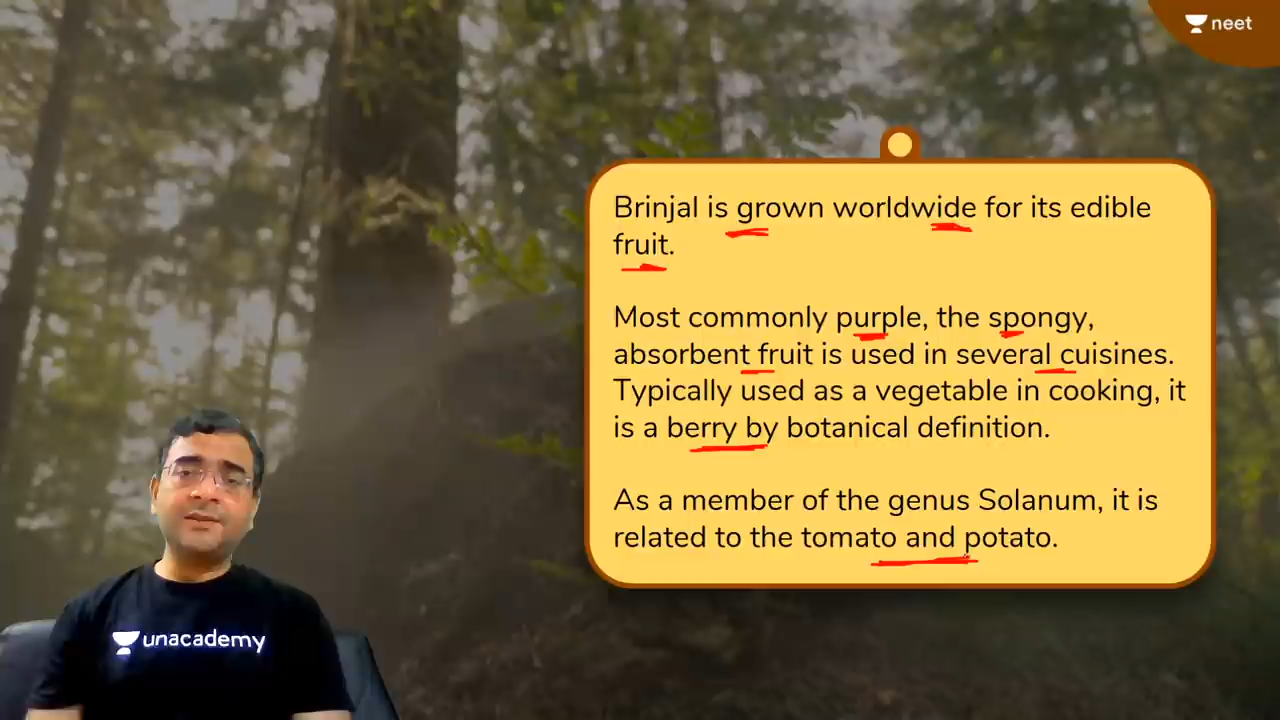 neet
Brinjal is grown worldwide for its edible
fruit.
Most commonly purple, the spongy,
absorbent fruit is used in several cuisines.
Typically used as a vegetable in cooking, it
is a berry by botanical definition.
As a member of the genus Solanum, it is
related to the tomato and potato.
unacademy